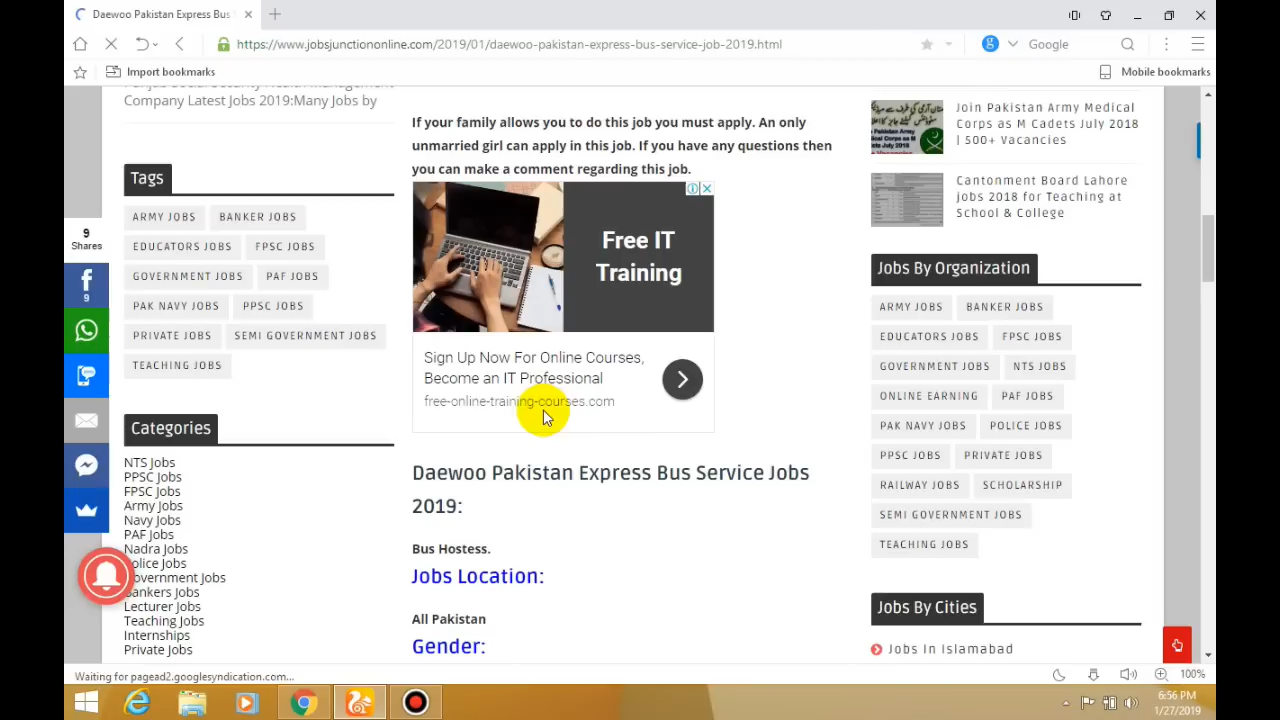 Daewoo Pakistan Express Bus
https://www.jobsjunctiononline.com/2019/01/daewoo-pakistan-express-bus-service-job-2019.html
Google
Import bookmarks
Mobile bookmarks
Company Latest Jobs 2019:Many Jobs by
Tags
ARMY JOBS
BANKER JOBS
EDUCATORS JOBS
FPSC JOBS
GOVERNMENT JOBS
PAF JOBS
PAK NAVY JOBS
PPSC JOBS
PRIVATE JOBS
SEMI GOVERNMENT JOBS
TEACHING JOBS
9
Shares
9
Categories
NTS Jobs
PPSC Jobs
FPSC Jobs
Army Jobs
Navy Jobs
PAF Jobs
Nadra Jobs
Police Jobs
Government Jobs
Bankers Jobs
Lecturer Jobs
Teaching Jobs
Internships
Private Jobs
If your family allows you to do this job you must apply. An only
unmarried girl can apply in this job. If you have any questions then
you can make a comment regarding this job.
Free IT
Training
Sign Up Now For Online Courses,
Become an IT Professional
free-online-training-courses.com
Daewoo Pakistan Express Bus Service Jobs
2019:
Bus Hostess.
Jobs Location:
All Pakistan
Gender:
Join Pakistan Army Medical
Corps as M Cadets July 2018
| 500+ Vacancies
Cantonment Board Lahore
jobs 2018 for Teaching at
School & College
Jobs By Organization
ARMY JOBS
BANKER JOBS
EDUCATORS JOBS
FPSC JOBS
GOVERNMENT JOBS
NTS JOBS
ONLINE EARNING
PAF JOBS
PAK NAVY JOBS
POLICE JOBS
PPSC JOBS
PRIVATE JOBS
RAILWAY JOBS
SCHOLARSHIP
SEMI GOVERNMENT JOBS
TEACHING JOBS
Jobs By Cities
Jobs In Islamabad
Waiting for pagead2.googlesyndication.com...
100%
6:56 PM
1/27/2019